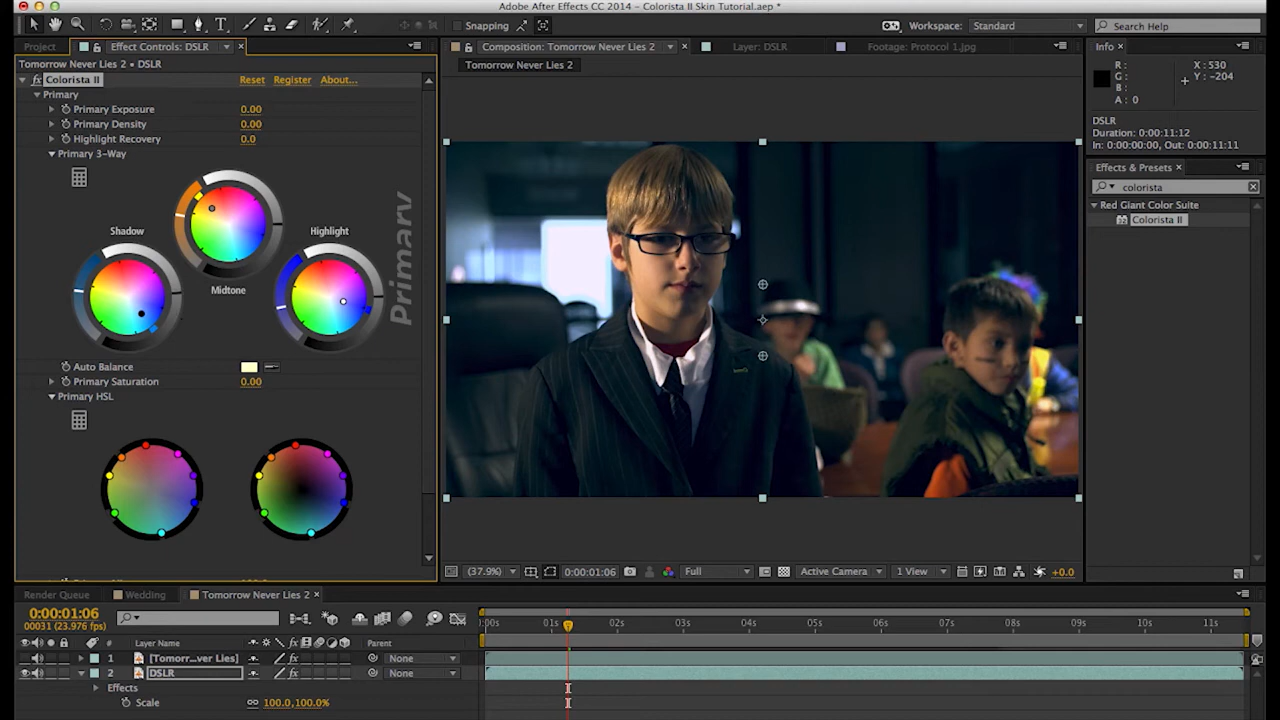 Adobe After Effects CC 2014 - Colorista II Skin Tutorial.aep *
Snapping
Workspace: Standard
Search Help
Project
Effect Controls: DSLR
Composition: Tomorrow Never Lies 2
Layer: DSLR
Footage: Protocol 1.jpg
Info
Tomorrow Never Lies 2 • DSLR
Tomorrow Never Lies 2
fx Colorista II
Reset
Register
About...
Primary
Primary Exposure 0.00
Primary Density 0.00
Highlight Recovery 0.0
Primary 3-Way
Shadow
Midtone
Highlight
Primary
Auto Balance
Primary Saturation 0.00
Primary HSL
R:
G:
B:
A: 0
X: 530
Y: -204
DSLR
Duration: 0:00:11:12
In: 0:00:00:00, Out: 0:00:11:11
Effects & Presets
colorista
Red Giant Color Suite
Colorista II
(37.9%)
0:00:01:06
Full
Active Camera
1 View
+0.0
Render Queue
Wedding
Tomorrow Never Lies 2
0:00:01:06
00031 (23.976 fps)
:00s
01s
02s
03s
04s
05s
06s
07s
08s
09s
10s
11s
# Layer Name
fx
Parent
1 [Tomorr...ver Lies] fx None
2 DSLR fx None
Effects
Scale 100.0,100.0%